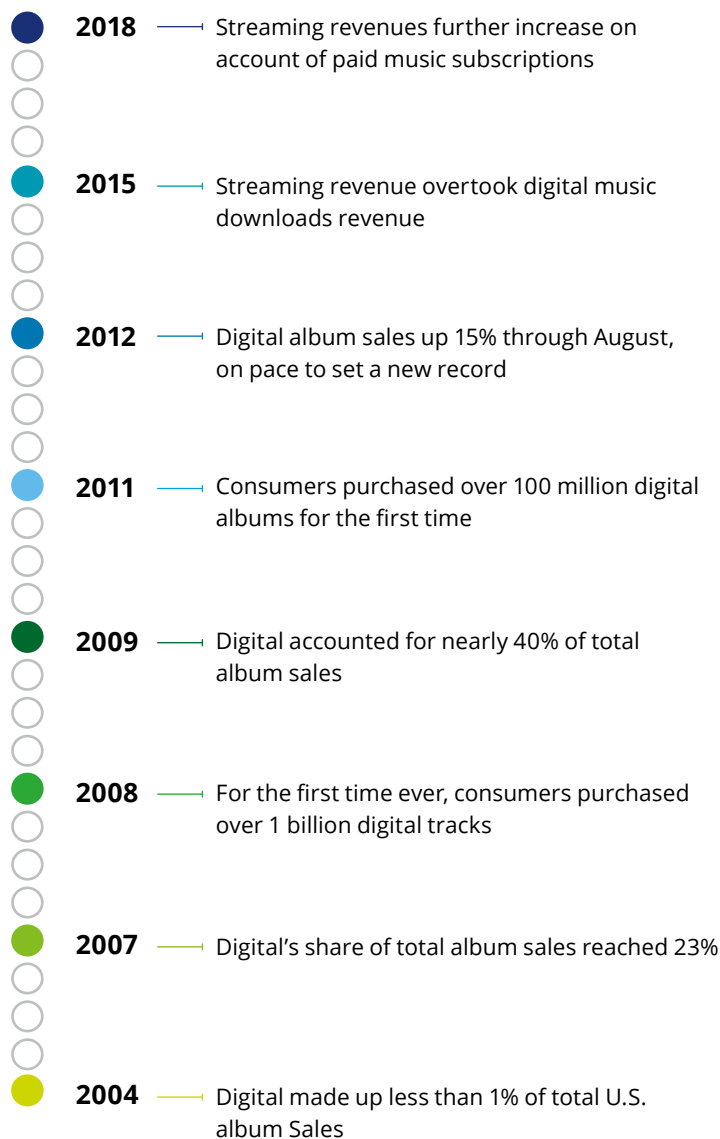 2018 Streaming revenues further increase on
account of paid music subscriptions
2015 Streaming revenue overtook digital music
downloads revenue
2012 Digital album sales up 15% through August,
on pace to set a new record
2011 Consumers purchased over 100 million digital
albums for the first time
2009 Digital accounted for nearly 40% of total
album sales
2008 For the first time ever, consumers purchased
over 1 billion digital tracks
2007 Digital’s share of total album sales reached 23%
2004 Digital made up less than 1% of total U.S.
album Sales